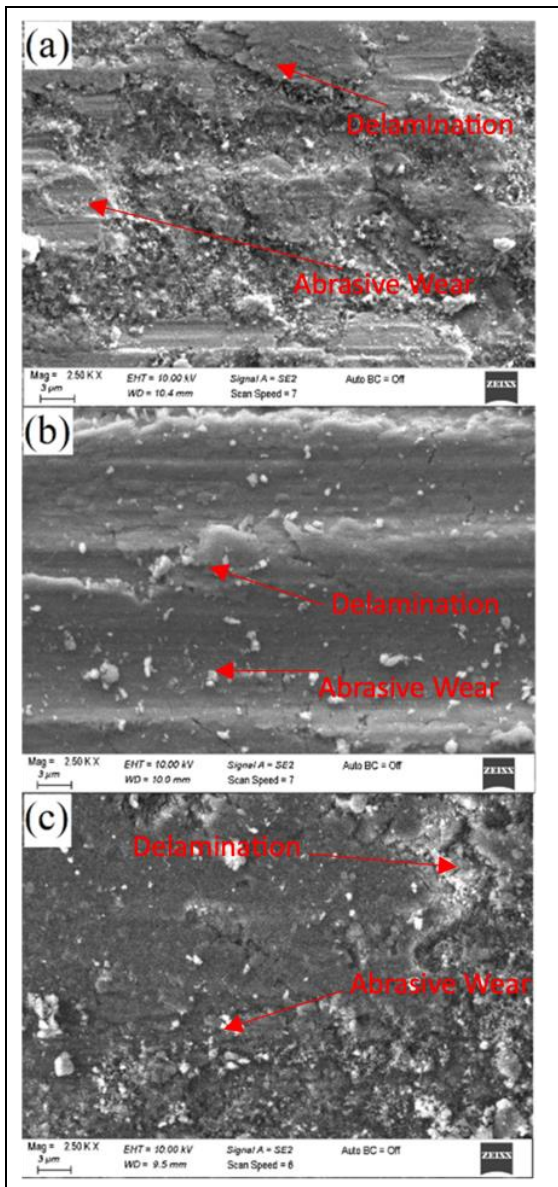 (a)
Delamination
Abrasive Wear
Mag = 2.50 K X EHT = 10.00 kV Signal A = SE2 Auto BC = Off
3 µm WD = 10.4 mm Scan Speed = 7 ZEISS
(b)
Delamination
Abrasive Wear
Mag = 2.50 K X EHT = 10.00 kV Signal A = SE2 Auto BC = Off
3 µm WD = 10.0 mm Scan Speed = 7 ZEISS
(c)
Delamination
Abrasive Wear
Mag = 2.50 K X EHT = 10.00 kV Signal A = SE2 Auto BC = Off
3 µm WD = 9.5 mm Scan Speed = 6 ZEISS